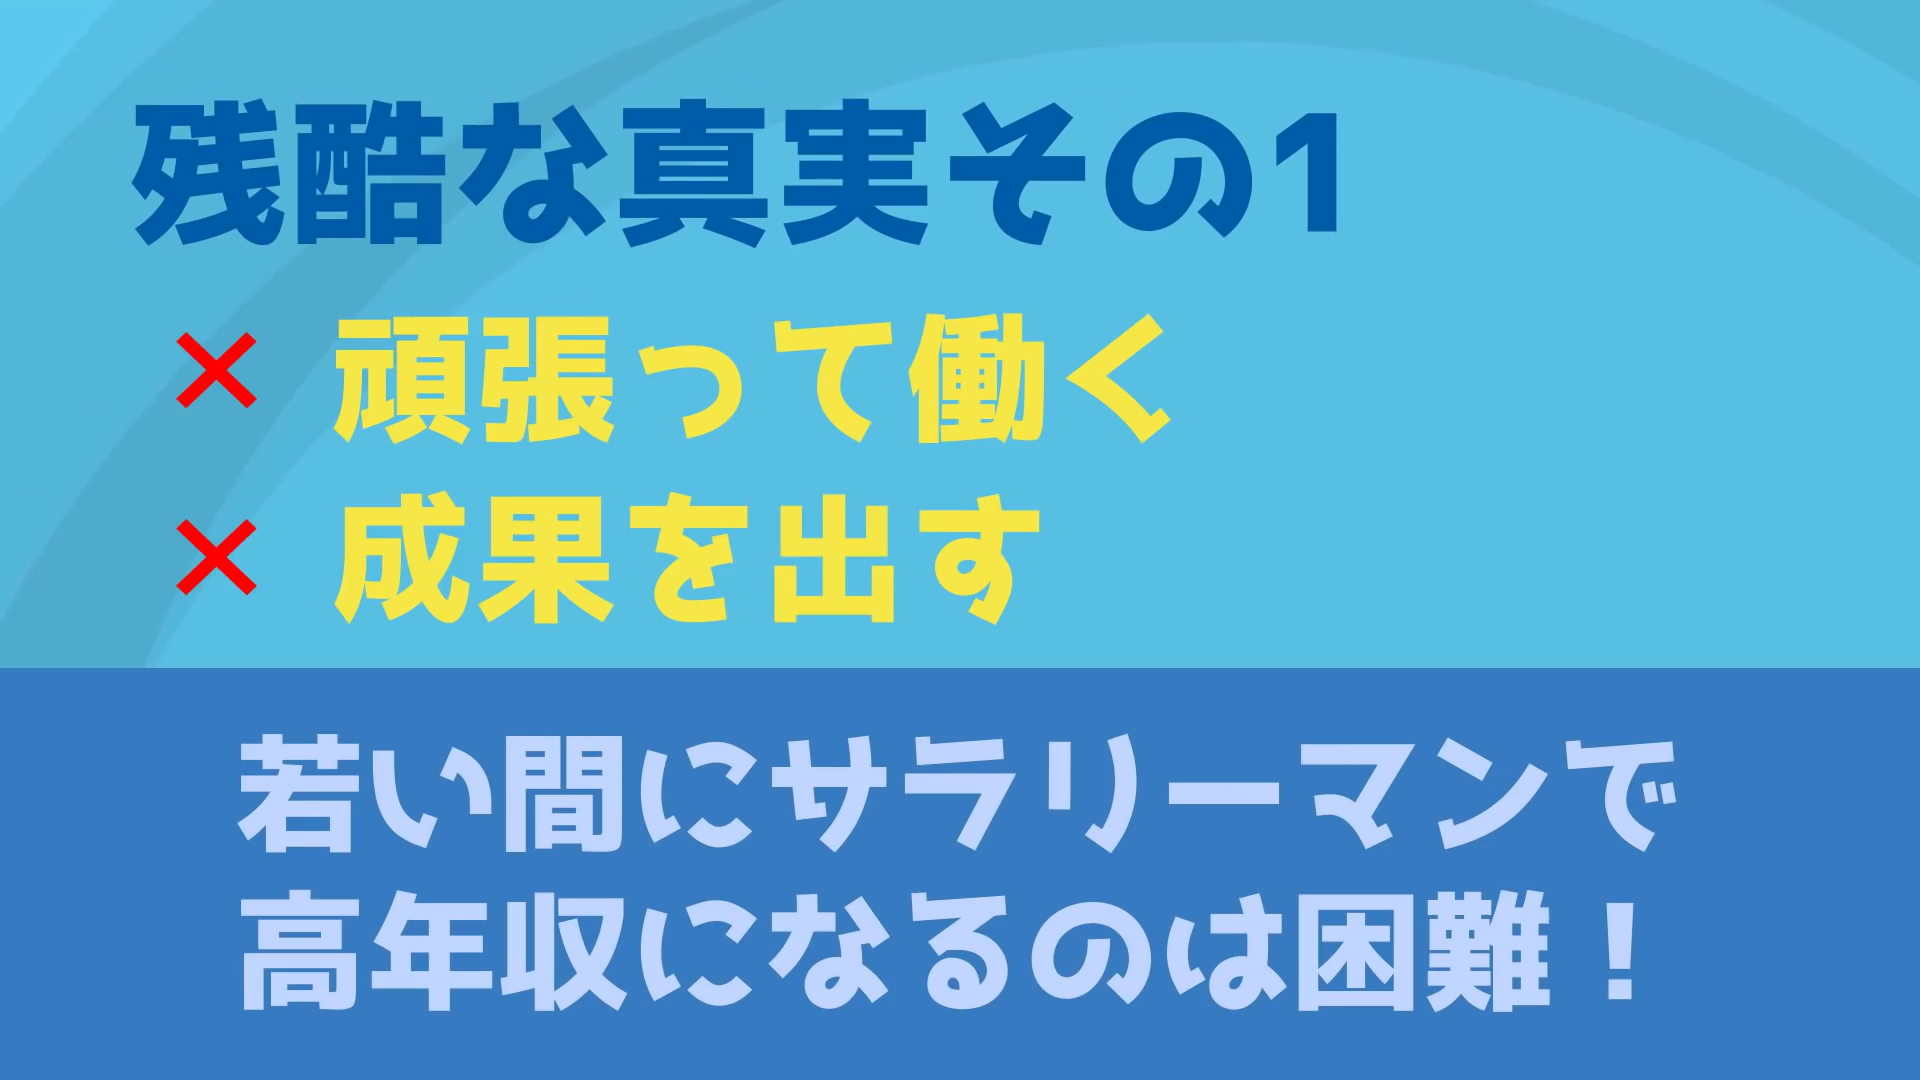 残酷な真実その1
× 頑張って働く
× 成果を出す
若い間にサラリーマンで
高年収になるのは困難！